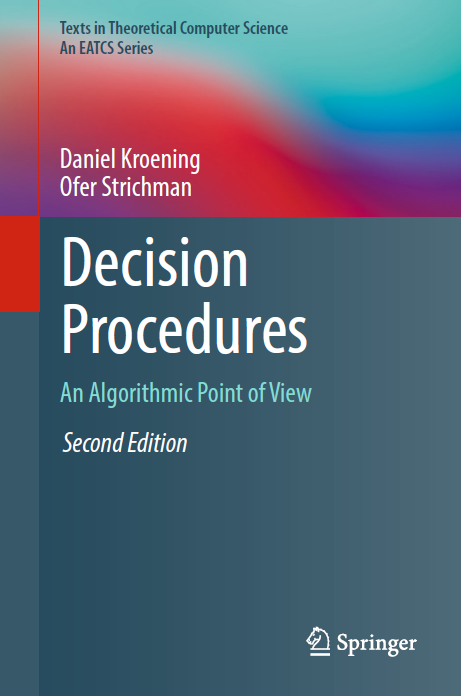 Texts in Theoretical Computer Science
An EATCS Series
Daniel Kroening
Ofer Strichman
Decision
Procedures
An Algorithmic Point of View
Second Edition
Springer